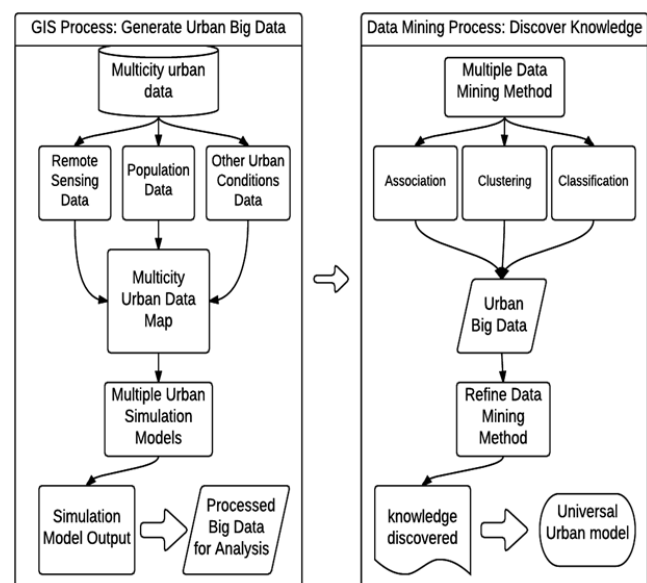 GIS Process: Generate Urban Big Data
Multicity urban
data
Remote
Sensing
Data
Population
Data
Other Urban
Conditions
Data
Multicity
Urban Data
Map
Multiple Urban
Simulation
Models
Simulation
Model Output
Processed
Big Data
for Analysis
Data Mining Process: Discover Knowledge
Multiple Data
Mining Method
Association
Clustering
Classification
Urban
Big Data
Refine Data
Mining
Method
knowledge
discovered
Universal
Urban model